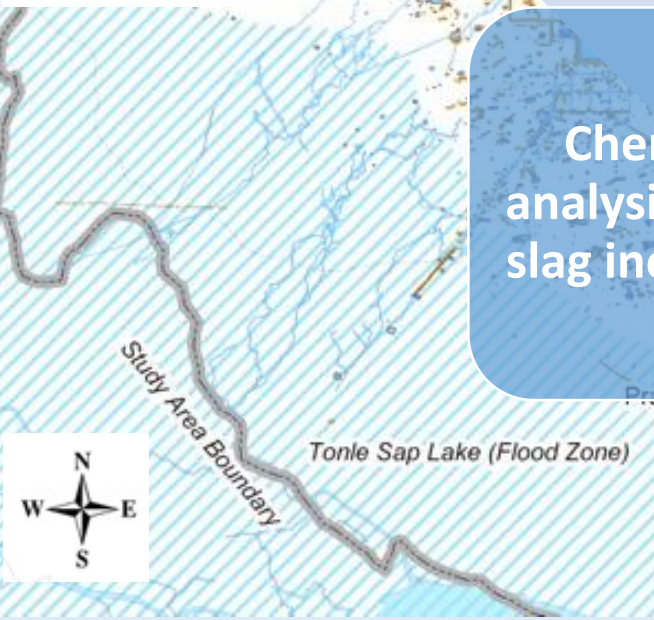 Cher
analysi
slag in
Study Area Boundary
Tonle Sap Lake (Flood Zone)
N
W
E
S